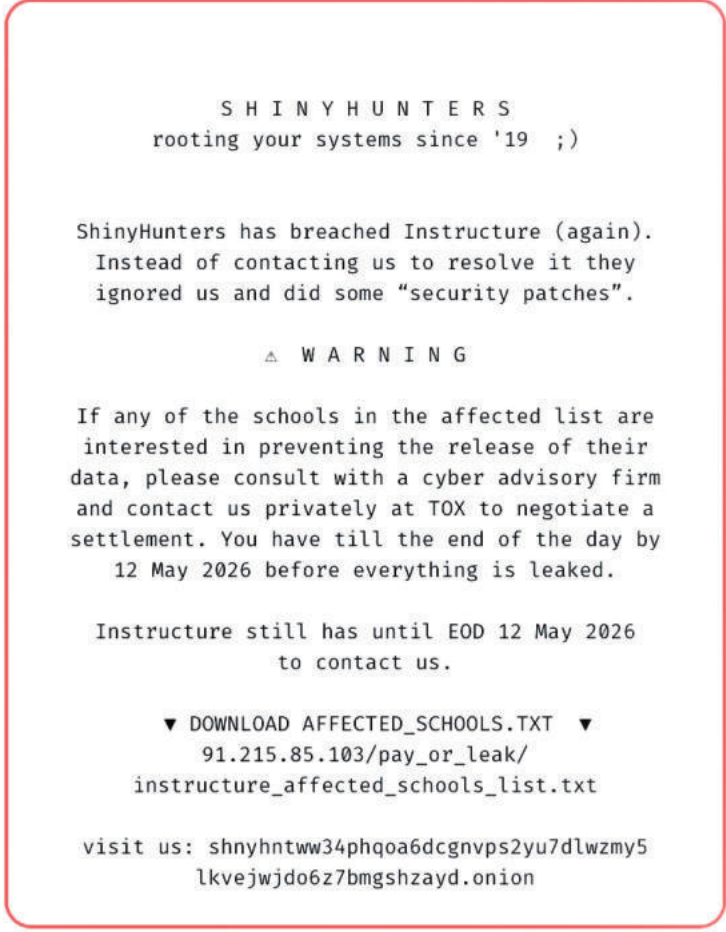 S H I N Y H U N T E R S
rooting your systems since '19 ;)
ShinyHunters has breached Instructure (again).
Instead of contacting us to resolve it they
ignored us and did some “security patches”.
⚠ W A R N I N G
If any of the schools in the affected list are
interested in preventing the release of their
data, please consult with a cyber advisory firm
and contact us privately at TOX to negotiate a
settlement. You have till the end of the day by
12 May 2026 before everything is leaked.
Instructure still has until EOD 12 May 2026
to contact us.
▼ DOWNLOAD AFFECTED_SCHOOLS.TXT ▼
91.215.85.103/pay_or_leak/
instructure_affected_schools_list.txt
visit us: shnyhntww34phqoa6dcgnvps2yu7dlwzmy5
lkvejwjdo6z7bmgshzayd.onion